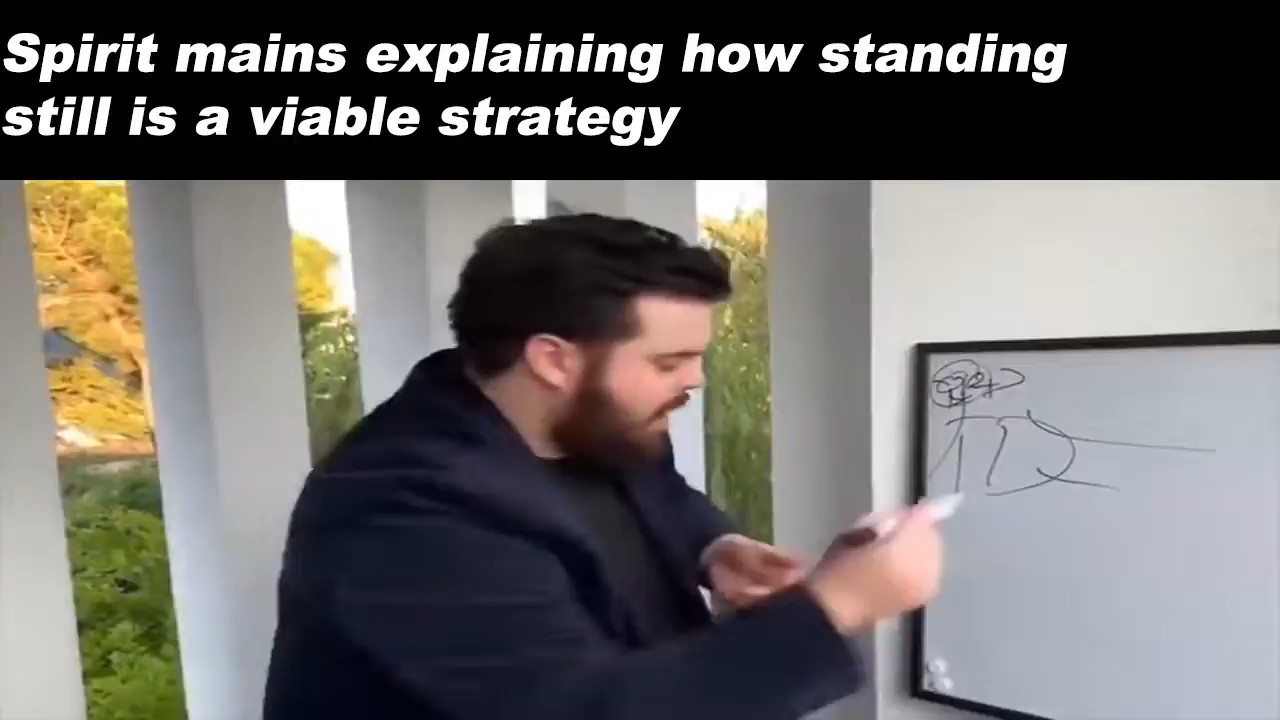 Spirit mains explaining how standing
still is a viable strategy